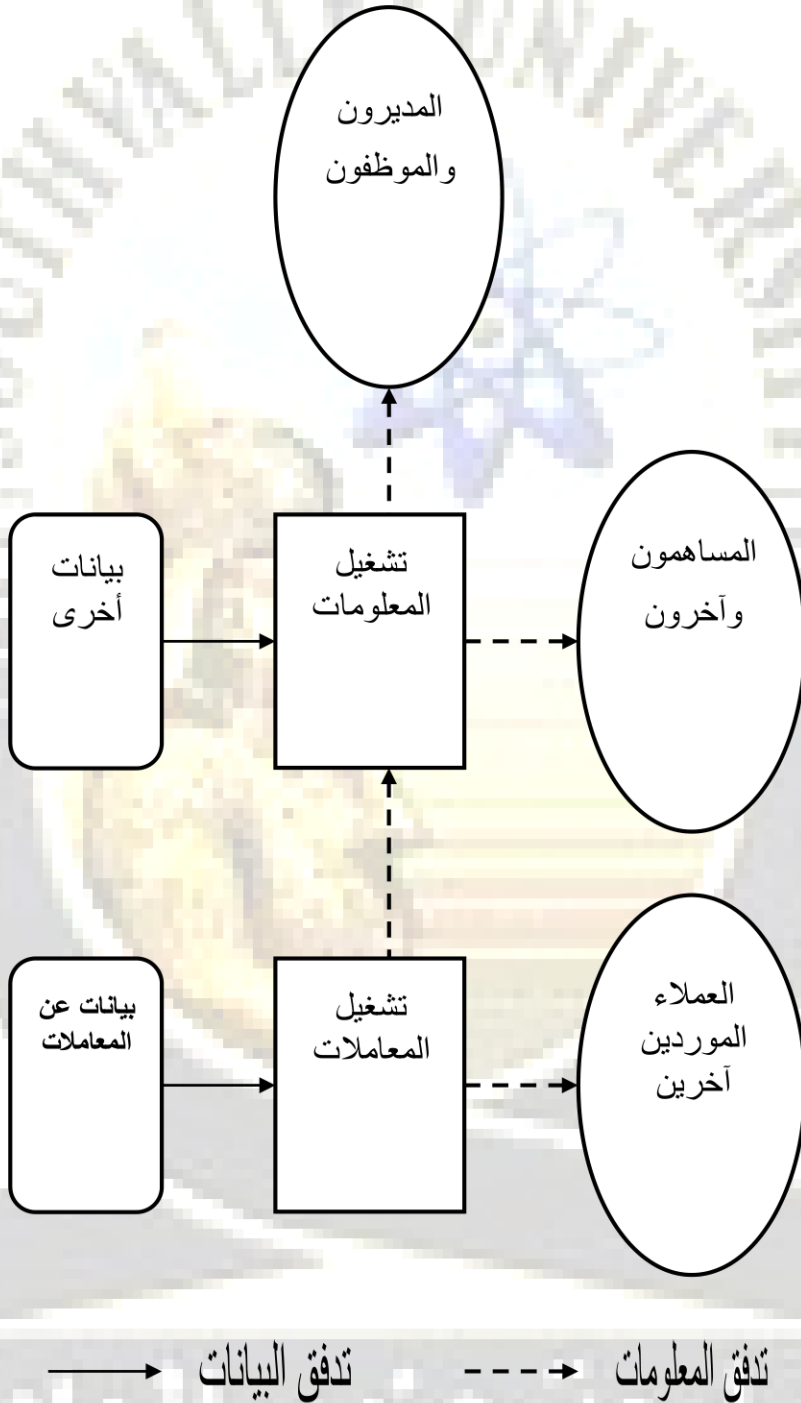 المديرون
والموظفون
المساهمون
وآخرون
تشغيل
المعلومات
بيانات
أخرى
العملاء
الموردين
آخرين
تشغيل
المعاملات
بيانات عن
المعاملات
تدفق المعلومات
تدفق البيانات